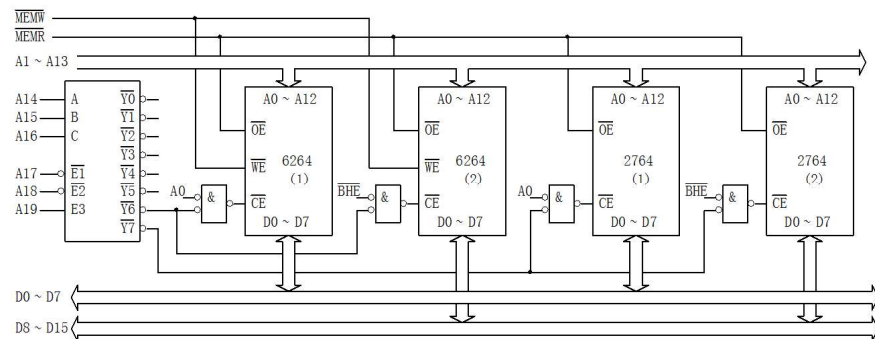 MEMW
MEMR
A1 ~ A13
A14 A Y0
A15 B Y1
A16 C Y2
Y3
A17 E1 Y4
A18 E2 Y5
A19 E3 Y6
Y7
A0 &
A0 ~ A12
OE
6264
WE (1)
CE
D0 ~ D7
BHE &
A0 ~ A12
OE
6264
WE (2)
CE
D0 ~ D7
A0 &
A0 ~ A12
OE
2764
(1)
CE
D0 ~ D7
BHE &
A0 ~ A12
OE
2764
(2)
CE
D0 ~ D7
D0 ~ D7
D8 ~ D15